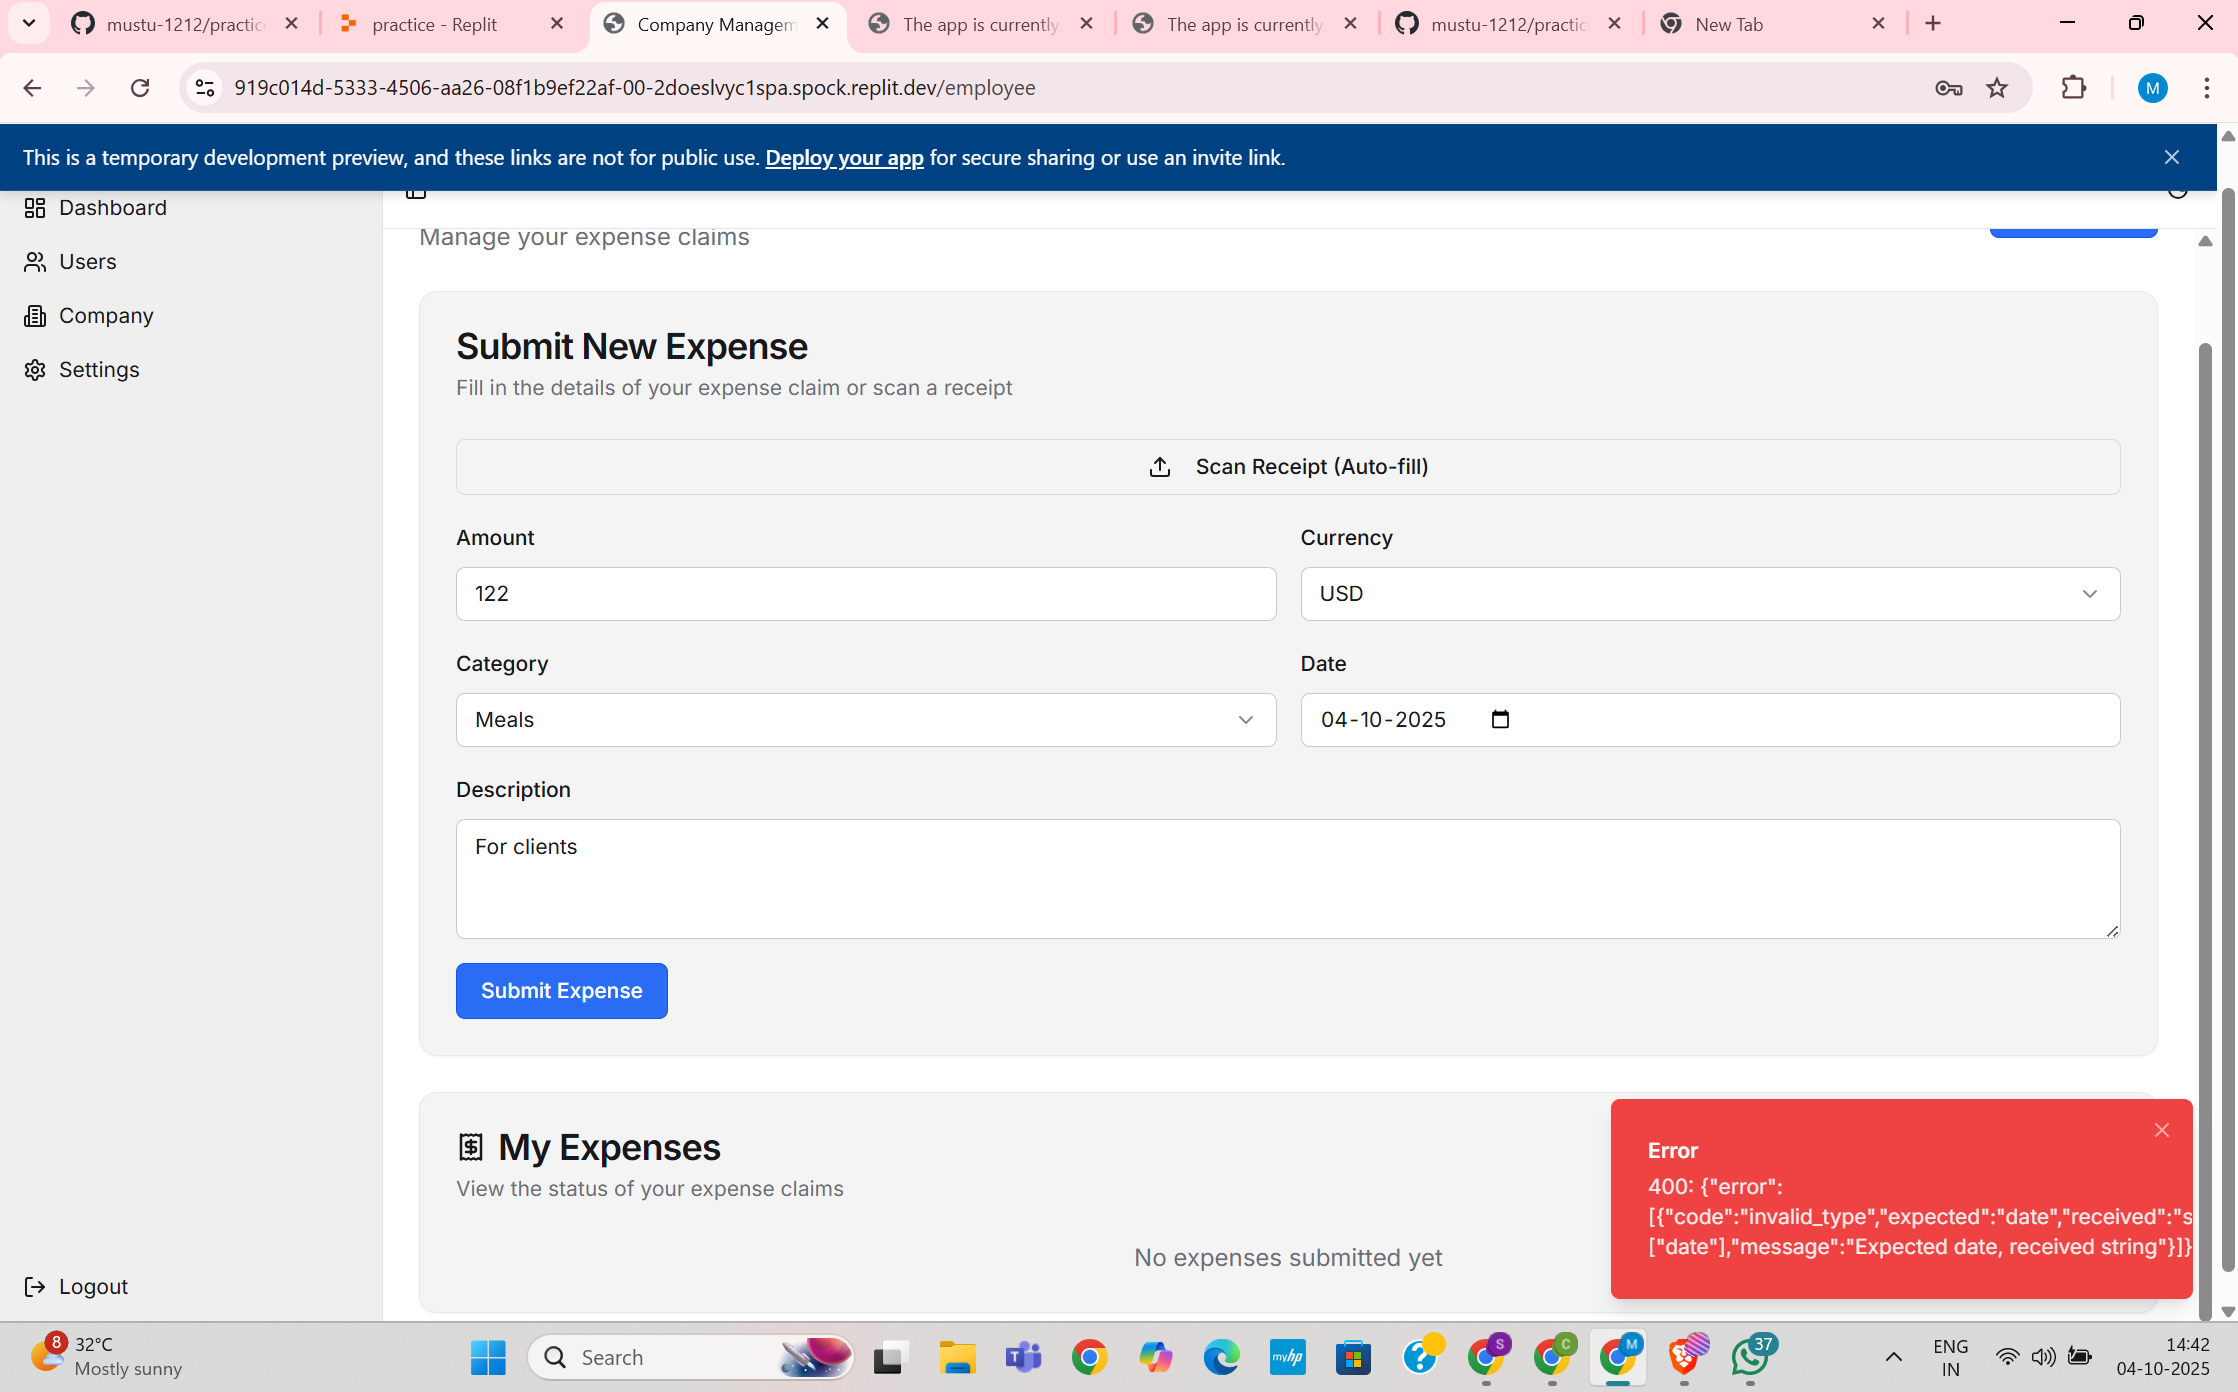 mustu-1212/practic
practice - Replit
Company Managem
The app is currently
The app is currently
mustu-1212/practic
New Tab
919c014d-5333-4506-aa26-08f1b9ef22af-00-2doeslvyc1spa.spock.replit.dev/employee
M
This is a temporary development preview, and these links are not for public use. Deploy your app for secure sharing or use an invite link.
Dashboard
Users
Company
Settings
Logout
Manage your expense claims
Submit New Expense
Fill in the details of your expense claim or scan a receipt
Scan Receipt (Auto-fill)
Amount
Currency
122
USD
Category
Date
Meals
04-10-2025
Description
For clients
Submit Expense
My Expenses
View the status of your expense claims
No expenses submitted yet
Error
400: {"error":
[{"code":"invalid_type","expected":"date","received":"s
["date"],"message":"Expected date, received string"}]}
8
32°C
Mostly sunny
Search
myhp
S
C
M
37
ENG
IN
14:42
04-10-2025